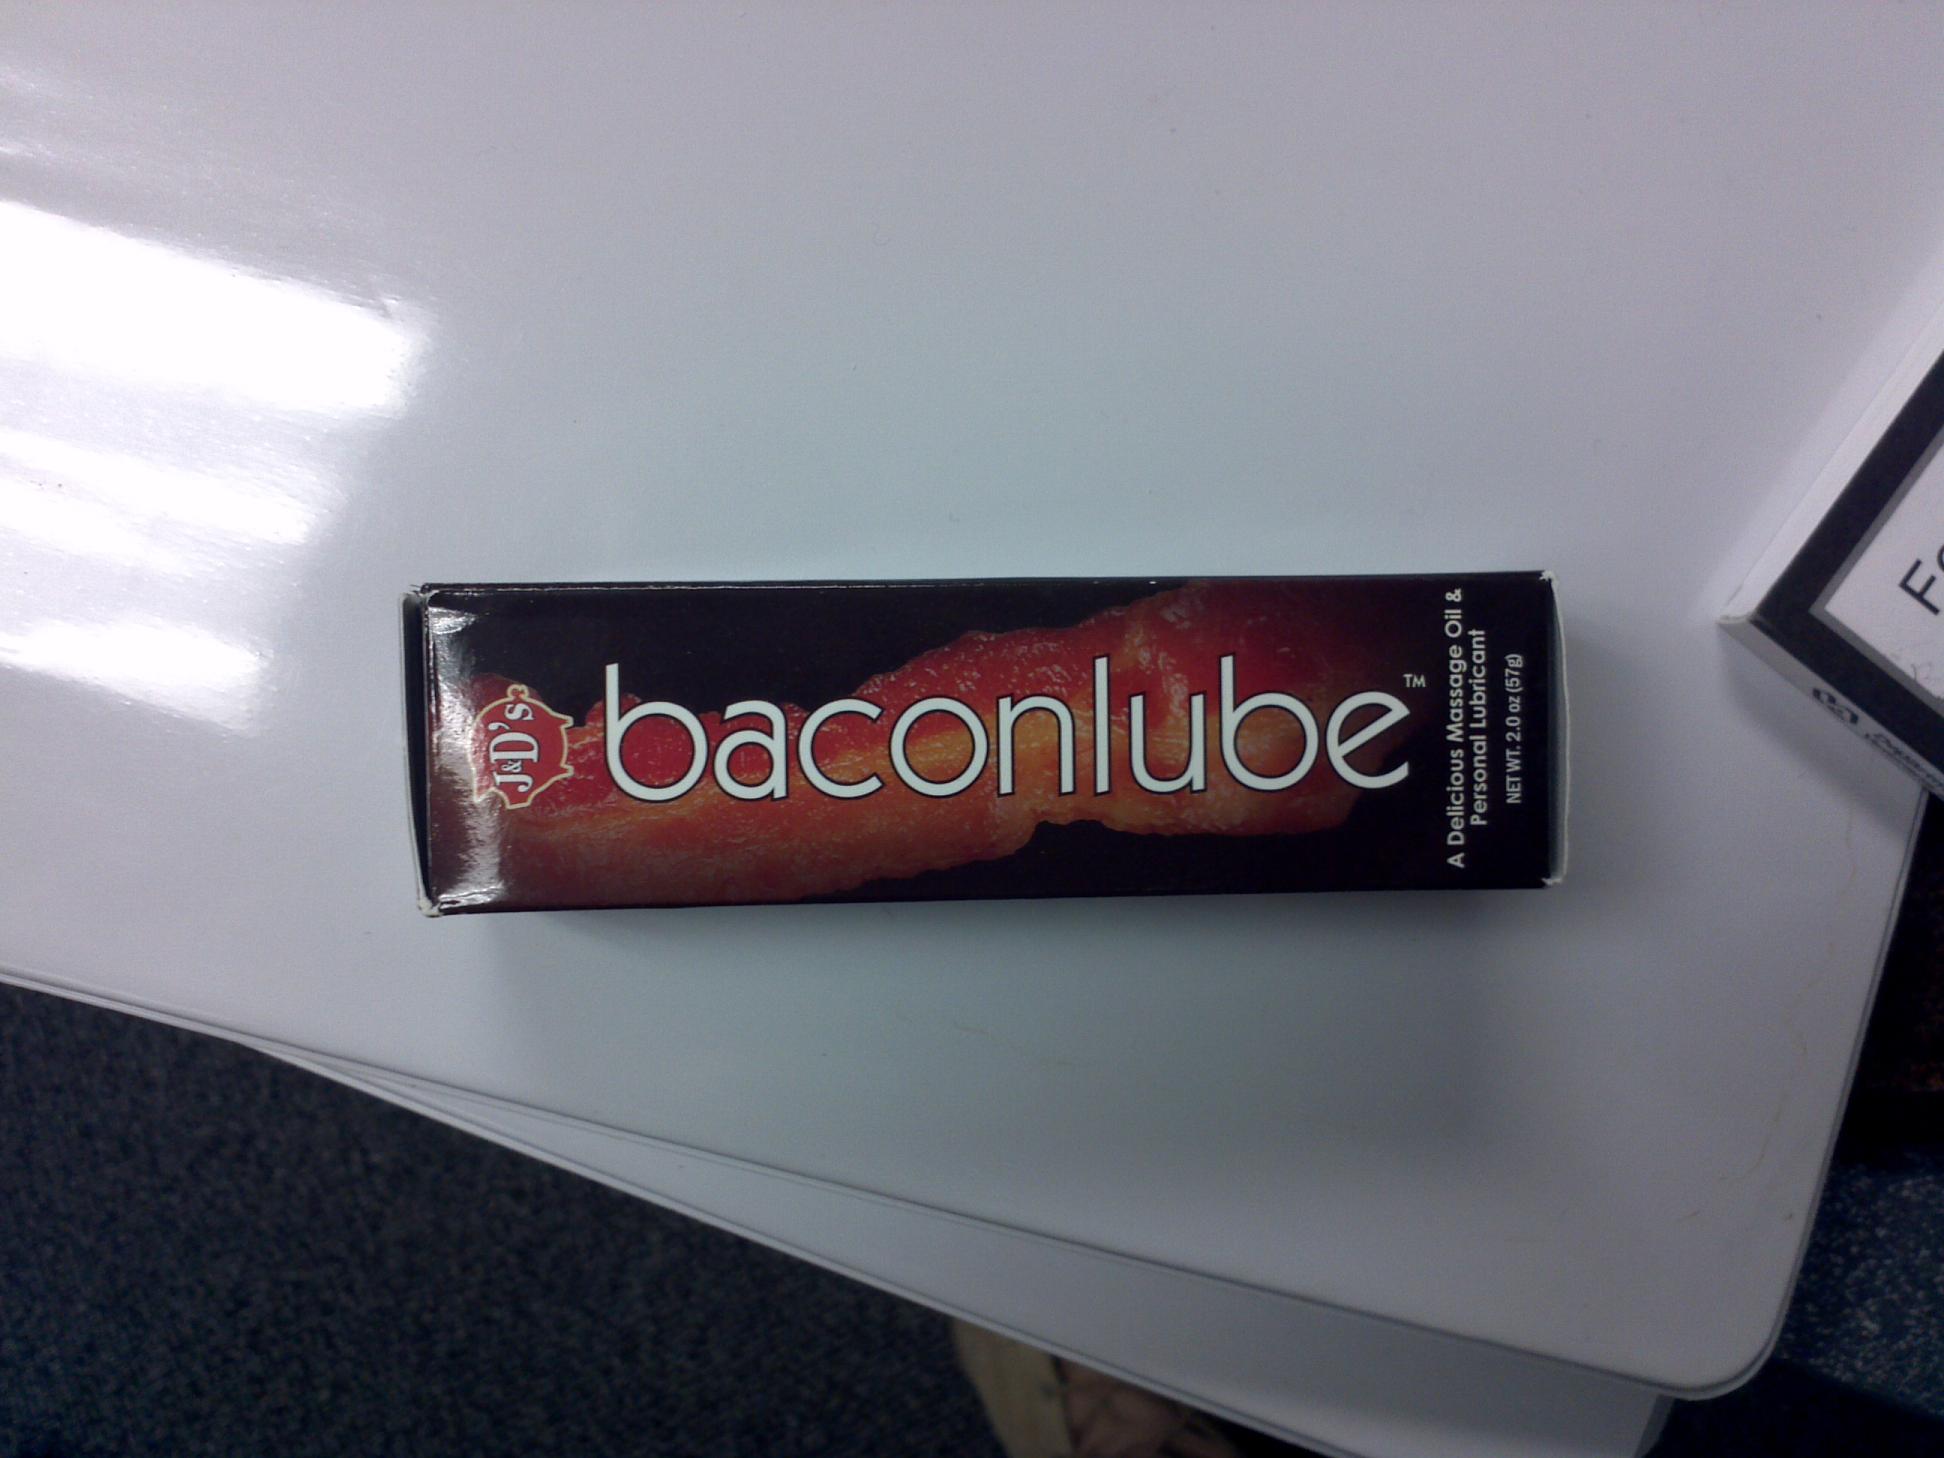 J&D's
baconlube™
A Delicious Massage Oil &
Personal Lubricant
NET WT. 2.0 oz (57g)